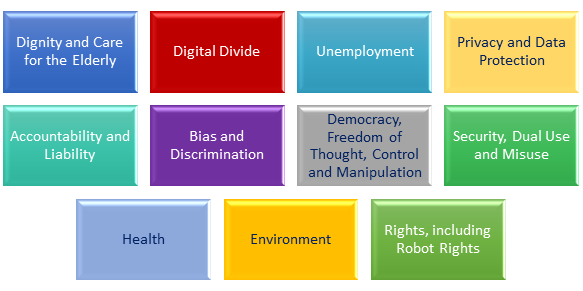 Dignity and Care
for the Elderly
Digital Divide
Unemployment
Privacy and Data
Protection
Accountability and
Liability
Bias and
Discrimination
Democracy,
Freedom of
Thought, Control
and Manipulation
Security, Dual Use
and Misuse
Health
Environment
Rights, including
Robot Rights